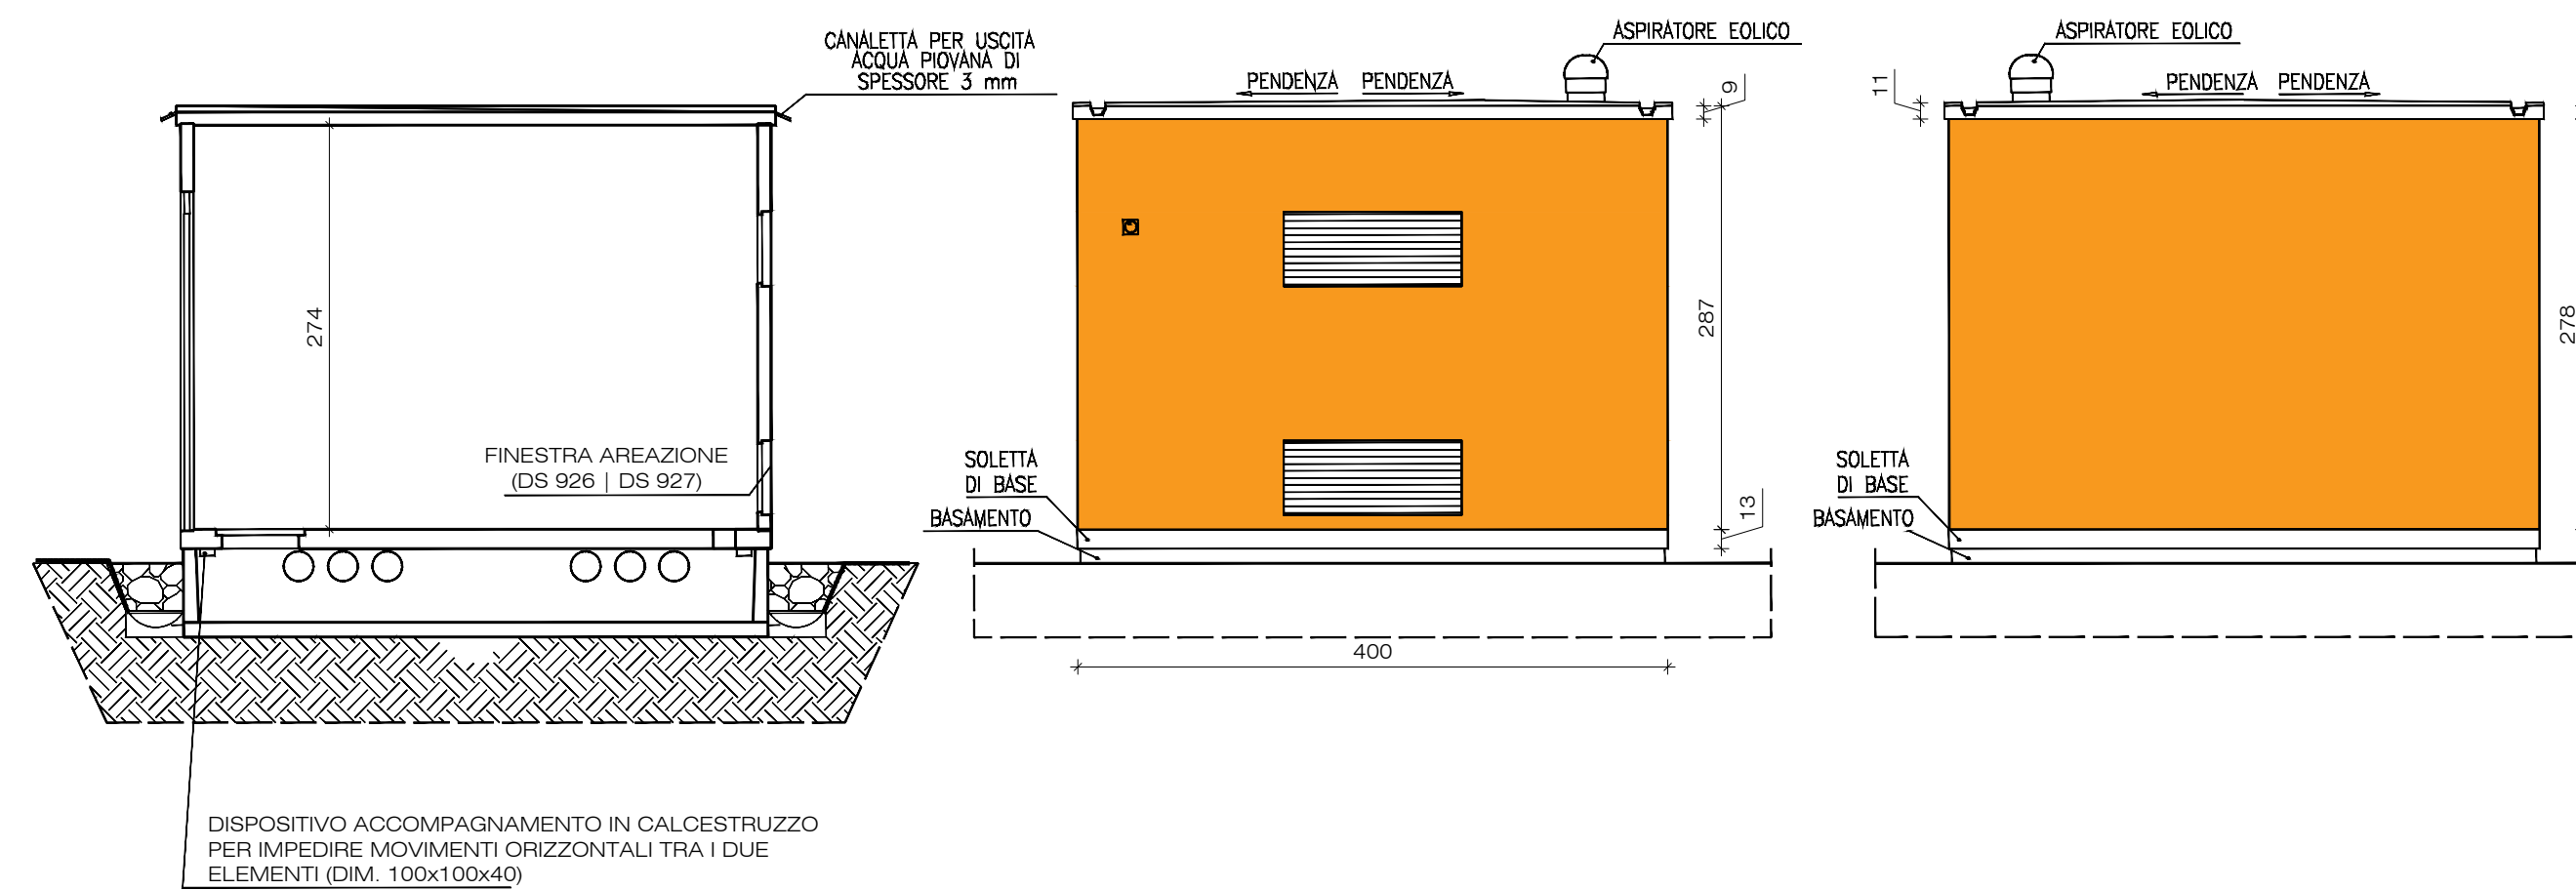 CANALETTA PER USCITA
ACQUA PIOVANA DI
SPESSORE 3 mm
274
FINESTRA AREAZIONE
(DS 926 | DS 927)
DISPOSITIVO ACCOMPAGNAMENTO IN CALCESTRUZZO
PER IMPEDIRE MOVIMENTI ORIZZONTALI TRA I DUE
ELEMENTI (DIM. 100x100x40)
ASPIRATORE EOLICO
PENDENZA PENDENZA
9
287
SOLETTA
DI BASE
BASAMENTO
13
400
ASPIRATORE EOLICO
11
PENDENZA PENDENZA
278
SOLETTA
DI BASE
BASAMENTO